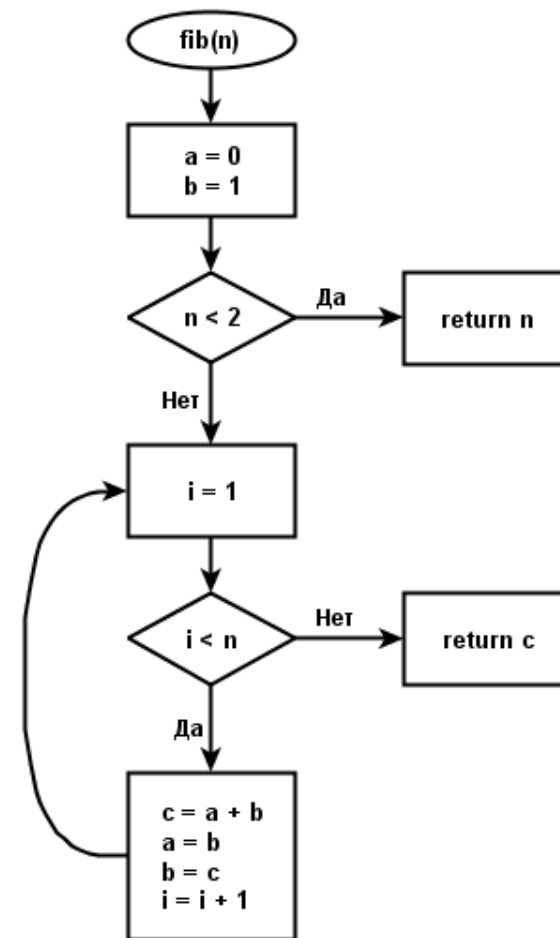 fib(n)
a = 0
b = 1
n < 2
Да
return n
Нет
i = 1
i < n
Нет
return c
Да
c = a + b
a = b
b = c
i = i + 1